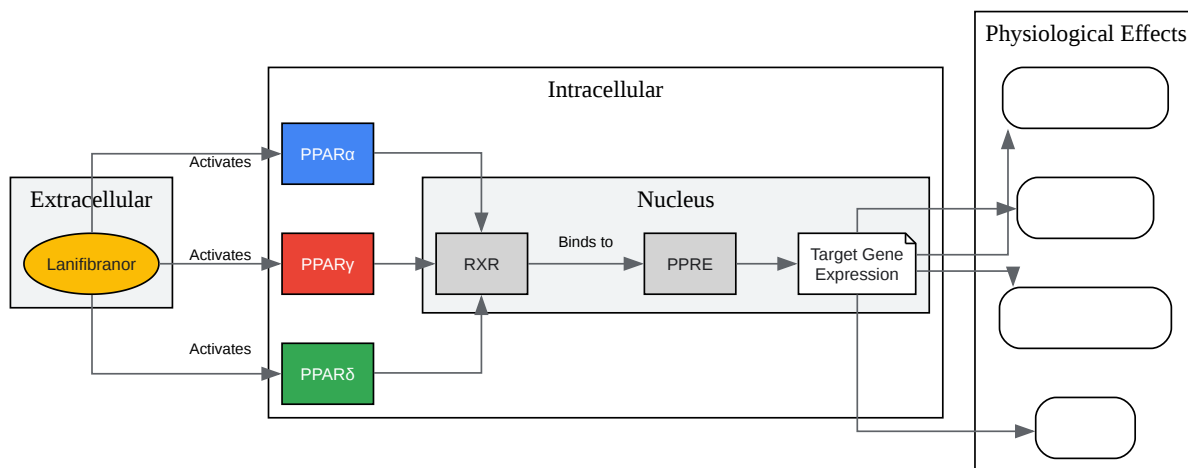 Physiological Effects
Intracellular
Activates
PPARα
Extracellular
Nucleus
Lanifibranor
Activates
PPARγ
RXR
Binds to
PPRE
Target Gene
Expression
Activates
PPARδ